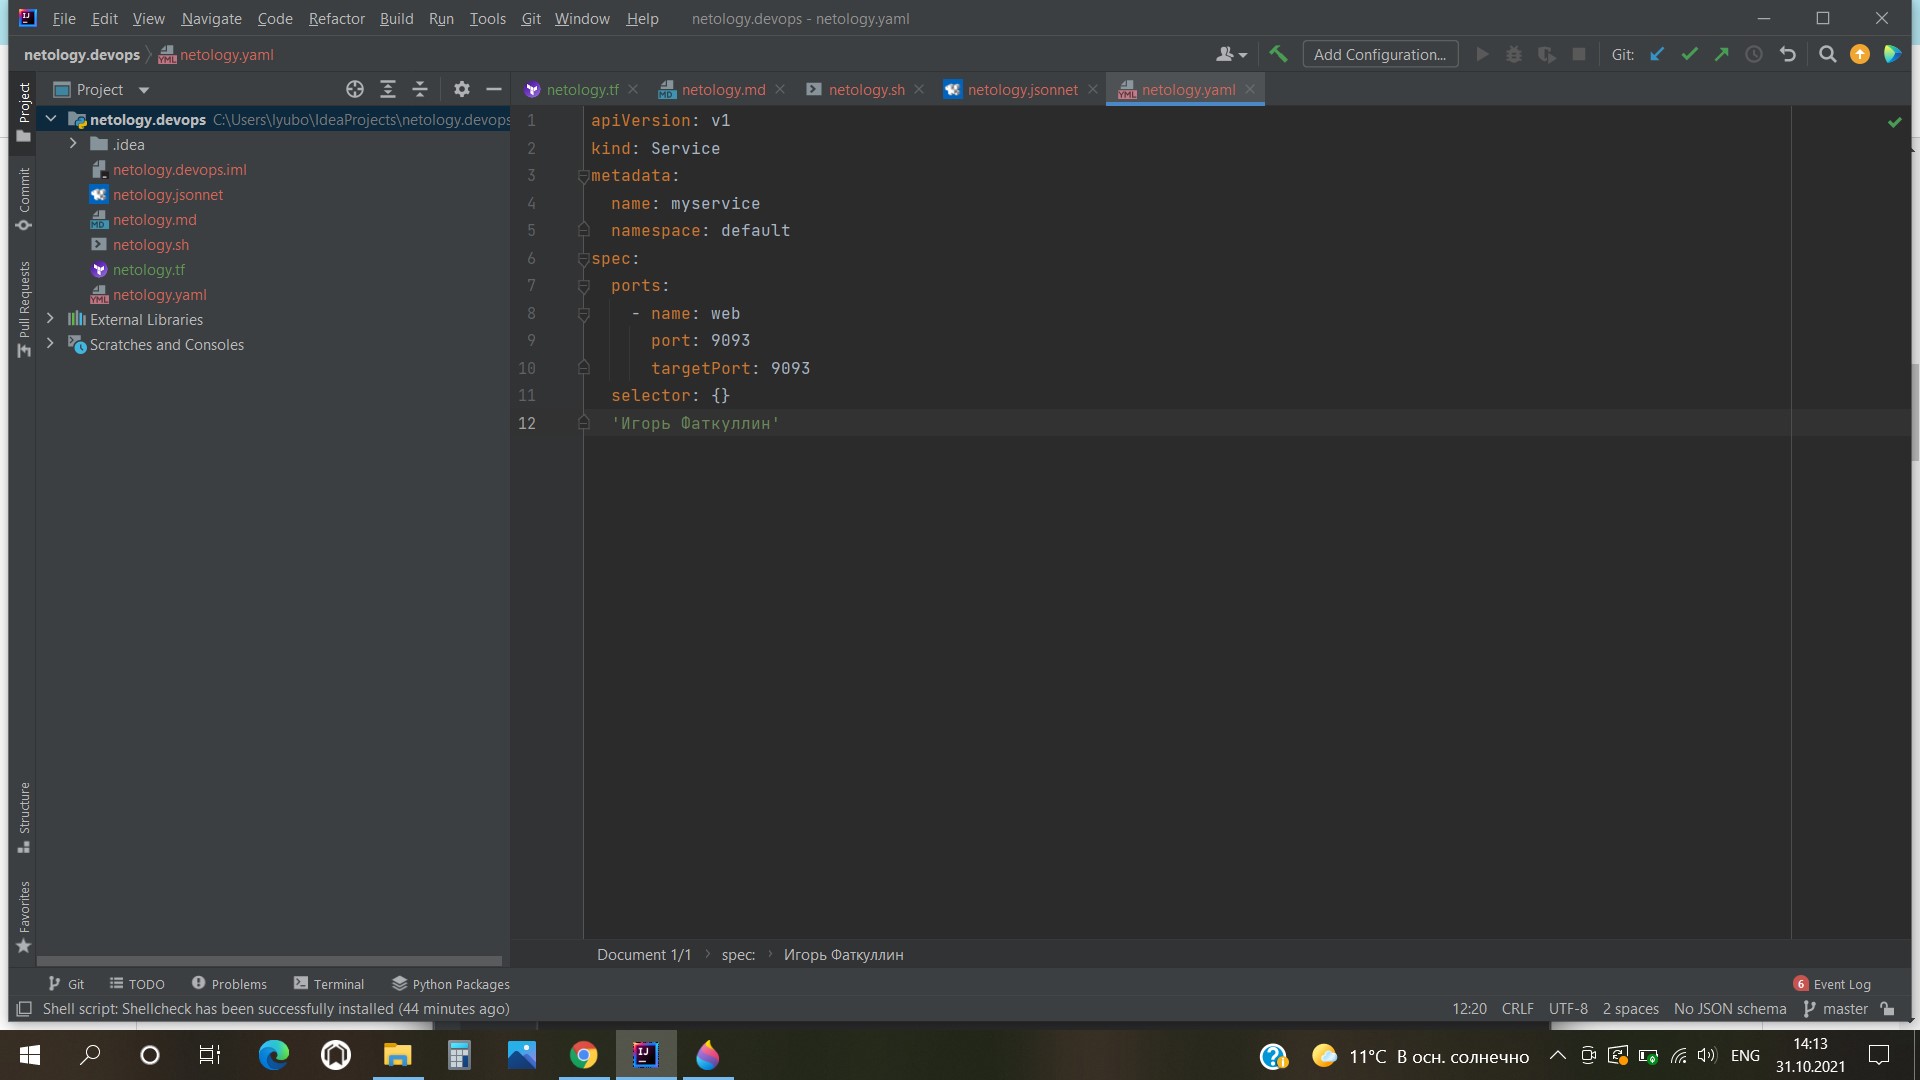 File Edit View Navigate Code Refactor Build Run Tools Git Window Help netology.devops - netology.yaml
netology.devops netology.yaml Add Configuration... Git:
Project netology.tf netology.md netology.sh netology.jsonnet netology.yaml
Project
Commit
Pull Requests
Structure
Favorites
netology.devops C:\Users\lyubo\IdeaProjects\netology.devops
.idea
netology.devops.iml
netology.jsonnet
netology.md
netology.sh
netology.tf
netology.yaml
External Libraries
Scratches and Consoles
1 apiVersion: v1
2 kind: Service
3 metadata:
4 name: myservice
5 namespace: default
6 spec:
7 ports:
8 - name: web
9 port: 9093
10 targetPort: 9093
11 selector: {}
12 'Игорь Фаткуллин'
Document 1/1 › spec: › Игорь Фаткуллин
Git TODO Problems Terminal Python Packages 6 Event Log
Shell script: Shellcheck has been successfully installed (44 minutes ago) 12:20 CRLF UTF-8 2 spaces No JSON schema master
11°C В осн. солнечно ENG 14:13
31.10.2021